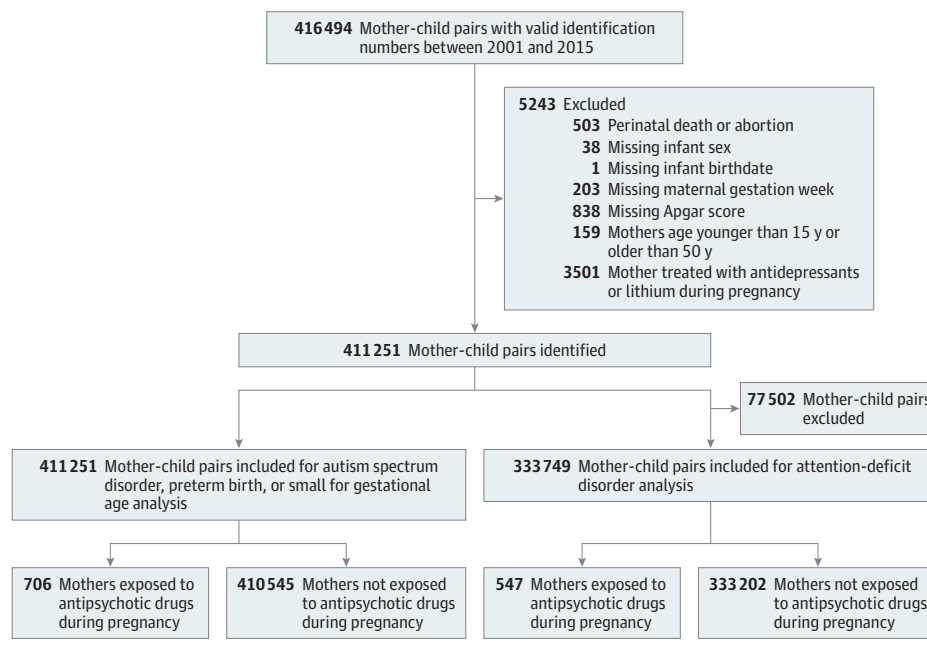 416494 Mother-child pairs with valid identification
numbers between 2001 and 2015
5243 Excluded
503 Perinatal death or abortion
38 Missing infant sex
1 Missing infant birthdate
203 Missing maternal gestation week
838 Missing Apgar score
159 Mothers age younger than 15 y or
older than 50 y
3501 Mother treated with antidepressants
or lithium during pregnancy
411251 Mother-child pairs identified
77502 Mother-child pairs
excluded
411251 Mother-child pairs included for autism spectrum
disorder, preterm birth, or small for gestational
age analysis
333749 Mother-child pairs included for attention-deficit
disorder analysis
706 Mothers exposed to
antipsychotic drugs
during pregnancy
410545 Mothers not exposed
to antipsychotic drugs
during pregnancy
547 Mothers exposed to
antipsychotic drugs
during pregnancy
333202 Mothers not exposed
to antipsychotic drugs
during pregnancy